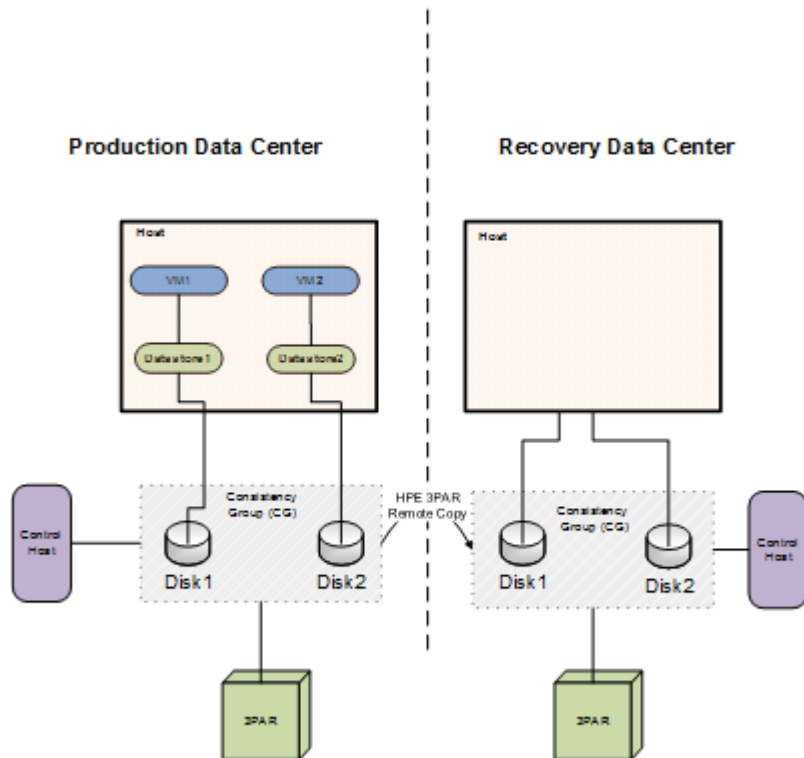 Production Data Center
Recovery Data Center
Host
VM1
VM2
Datastore1
Datastore2
Host
Control
Host
Consistency
Group (CG)
Disk1
Disk2
HPE 3PAR
Remote Copy
Consistency
Group (CG)
Disk1
Disk2
Control
Host
3PAR
3PAR